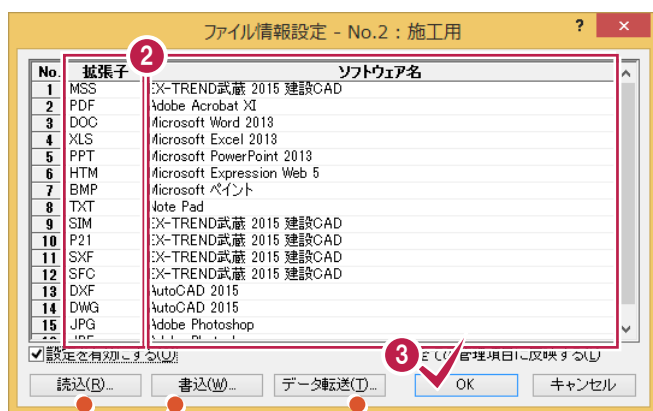 ファイル情報設定 - No.2：施工用 ? ×
2
No. 拡張子 ソフトウェア名
1 MSS EX-TREND武蔵 2015 建設CAD
2 PDF Adobe Acrobat XI
3 DOC Microsoft Word 2013
4 XLS Microsoft Excel 2013
5 PPT Microsoft PowerPoint 2013
6 HTM Microsoft Expression Web 5
7 BMP Microsoft ペイント
8 TXT Note Pad
9 SIM EX-TREND武蔵 2015 建設CAD
10 P21 EX-TREND武蔵 2015 建設CAD
11 SXF EX-TREND武蔵 2015 建設CAD
12 SFC EX-TREND武蔵 2015 建設CAD
13 DXF AutoCAD 2015
14 DWG AutoCAD 2015
15 JPG Adobe Photoshop
設定を有効にする(U) 3 管理項目に反映する(L)
読込(R)... 書込(W)... データ転送(T)... OK キャンセル